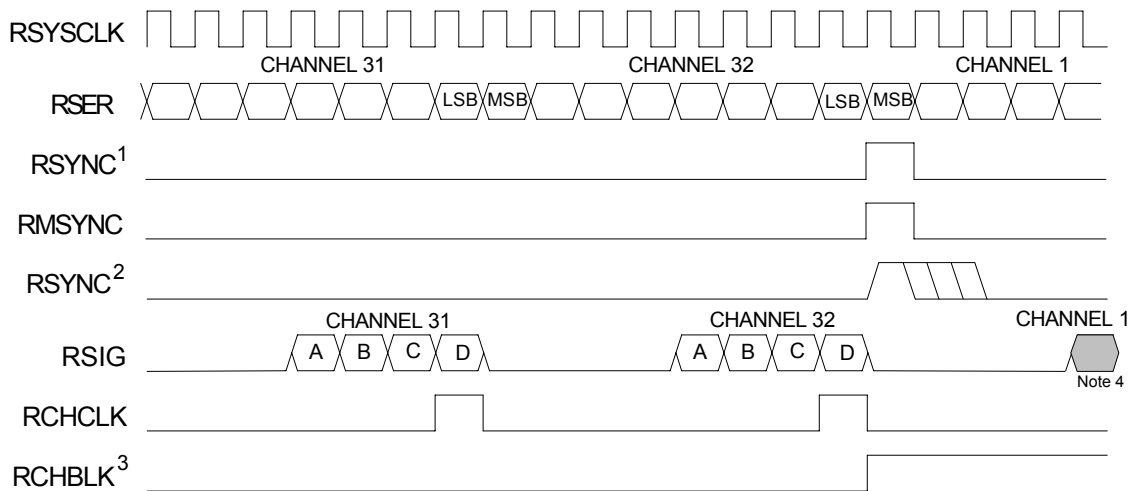 RSYSCLK
CHANNEL 31 CHANNEL 32 CHANNEL 1
RSER LSB MSB LSB MSB
RSYNC¹
RMSYNC
RSYNC²
CHANNEL 31 CHANNEL 32 CHANNEL 1
RSIG A B C D A B C D
Note 4
RCHCLK
RCHBLK³